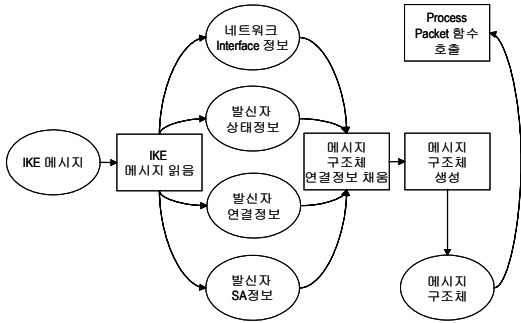 네트워크
Interface 정보
Process
Packet 함수
호출
발신자
상태정보
IKE 메시지
IKE
메시지 읽음
메시지
구조체
연결정보 채움
메시지
구조체
생성
발신자
연결정보
발신자
SA정보
메시지
구조체